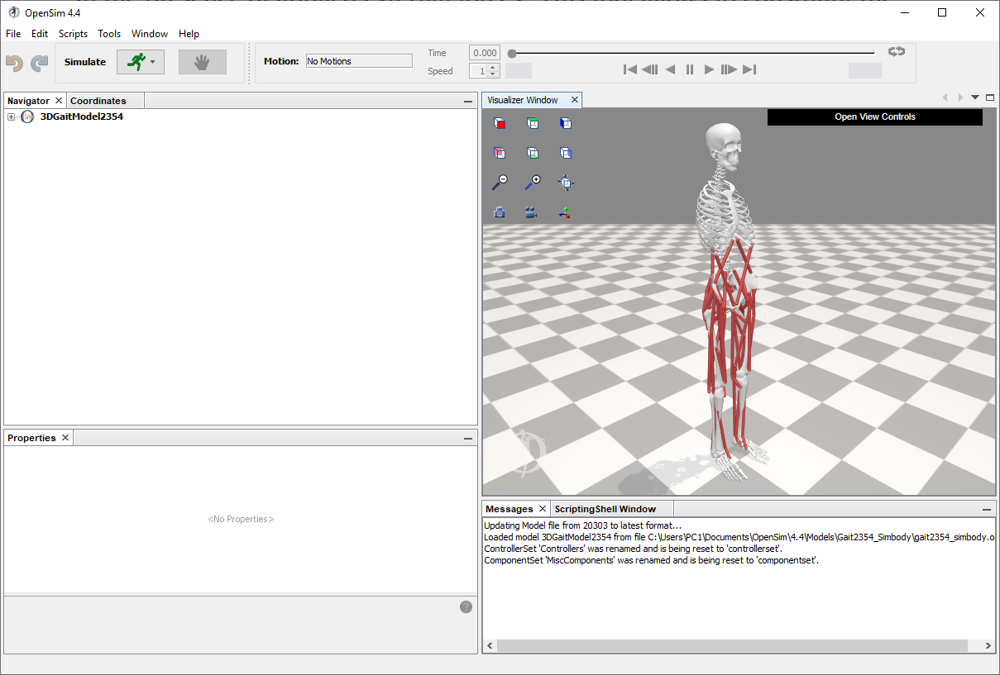 OpenSim 4.4
File Edit Scripts Tools Window Help
Simulate
Motion: No Motions
Time 0.000
Speed 1
Navigator Coordinates
3DGaitModel2354
Properties
<No Properties>
Visualizer Window
Open View Controls
Messages ScriptingShell Window
Updating Model file from 20303 to latest format...
Loaded model 3DGaitModel2354 from file C:\Users\PC1\Documents\OpenSim\4.4\Models\Gait2354_Simbody\gait2354_simbody.o
ControllerSet 'Controllers' was renamed and is being reset to 'controllerset'.
ComponentSet 'MiscComponents' was renamed and is being reset to 'componentset'.